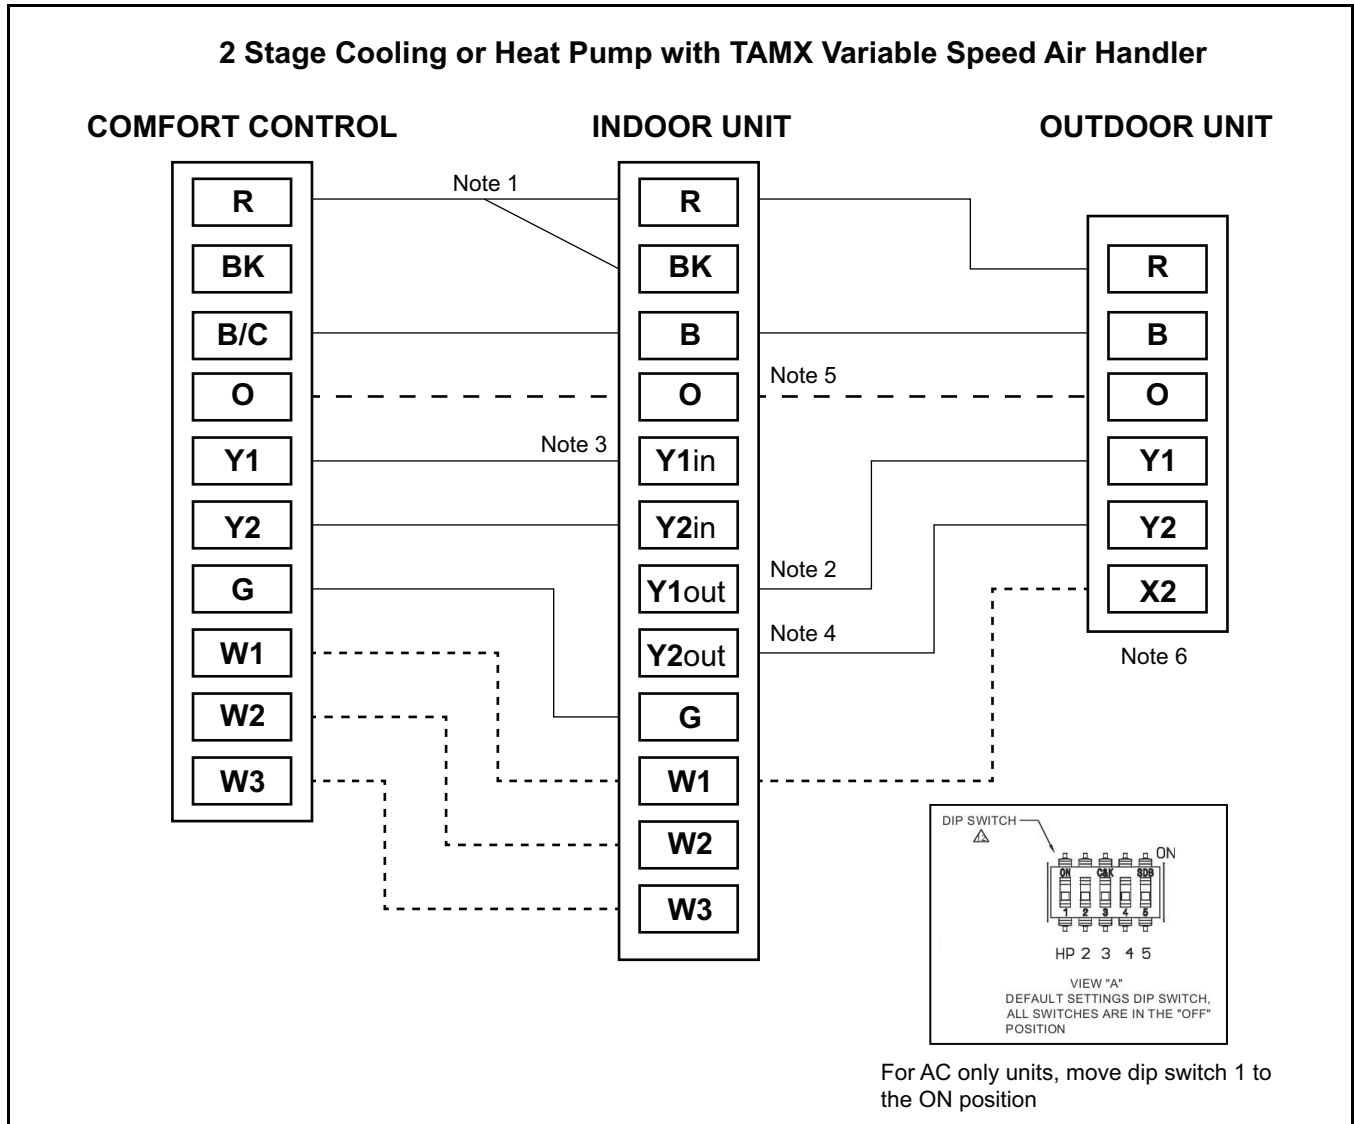 2 Stage Cooling or Heat Pump with TAMX Variable Speed Air Handler
COMFORT CONTROL
INDOOR UNIT
OUTDOOR UNIT
R
BK
B/C
O
Y1
Y2
G
W1
W2
W3
Note 1
Note 3
R
BK
B
O
Y1in
Y2in
Y1out
Y2out
G
W1
W2
W3
Note 5
Note 2
Note 4
R
B
O
Y1
Y2
X2
Note 6
DIP SWITCH
12
ON
ON C&K SDB
1 2 3 4 5
HP 2 3 4 5
VIEW "A"
DEFAULT SETTINGS DIP SWITCH,
ALL SWITCHES ARE IN THE "OFF"
POSITION
For AC only units, move dip switch 1 to
the ON position